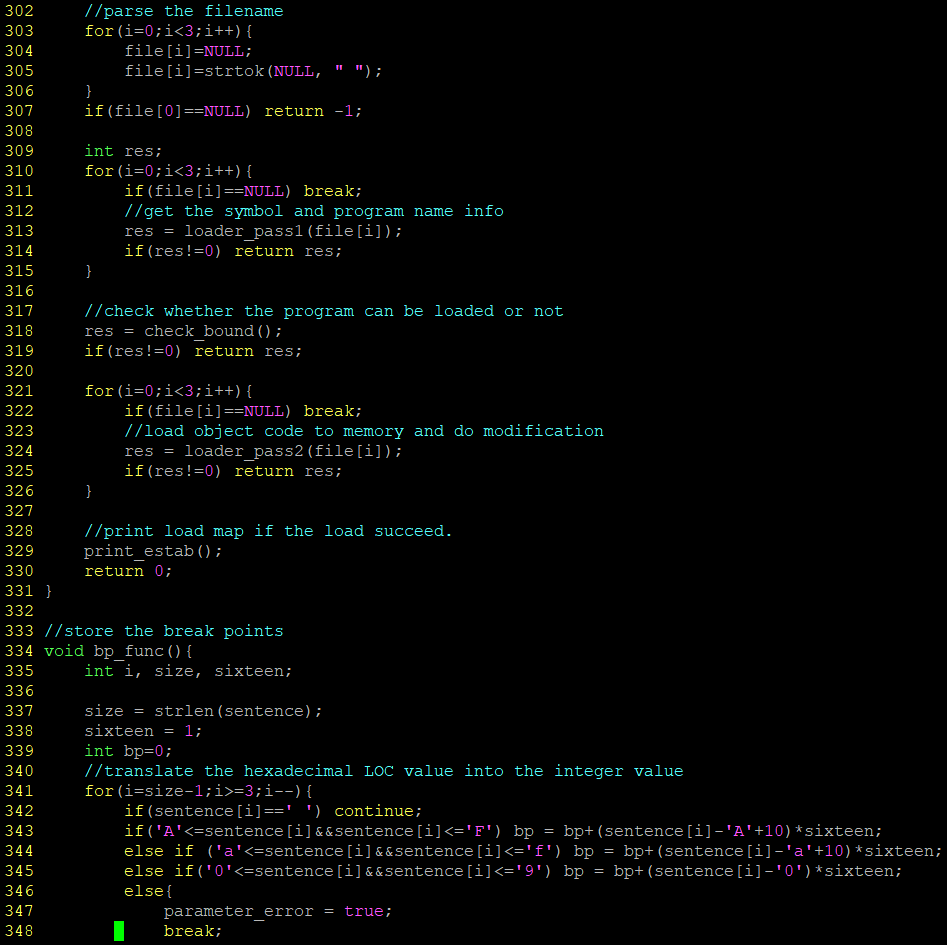 302     //parse the filename
303     for(i=0;i<3;i++){
304         file[i]=NULL;
305         file[i]=strtok(NULL, " ");
306     }
307     if(file[0]==NULL) return -1;
308
309     int res;
310     for(i=0;i<3;i++){
311         if(file[i]==NULL) break;
312         //get the symbol and program name info
313         res = loader_pass1(file[i]);
314         if(res!=0) return res;
315     }
316
317     //check whether the program can be loaded or not
318     res = check_bound();
319     if(res!=0) return res;
320
321     for(i=0;i<3;i++){
322         if(file[i]==NULL) break;
323         //load object code to memory and do modification
324         res = loader_pass2(file[i]);
325         if(res!=0) return res;
326     }
327
328     //print load map if the load succeed.
329     print_estab();
330     return 0;
331 }
332
333 //store the break points
334 void bp_func(){
335     int i, size, sixteen;
336
337     size = strlen(sentence);
338     sixteen = 1;
339     int bp=0;
340     //translate the hexadecimal LOC value into the integer value
341     for(i=size-1;i>=3;i--){
342         if(sentence[i]==' ') continue;
343         if('A'<=sentence[i]&&sentence[i]<='F') bp = bp+(sentence[i]-'A'+10)*sixteen;
344         else if ('a'<=sentence[i]&&sentence[i]<='f') bp = bp+(sentence[i]-'a'+10)*sixteen;
345         else if('0'<=sentence[i]&&sentence[i]<='9') bp = bp+(sentence[i]-'0')*sixteen;
346         else{
347             parameter_error = true;
348             break;